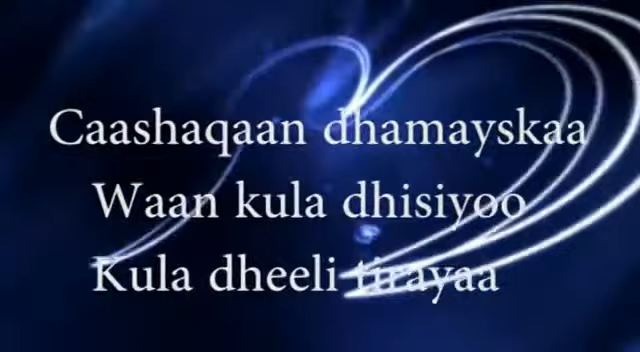 Caashaqaan dhamayskaa
Waan kula dhisiyoo
Kula dheeli tirayaa